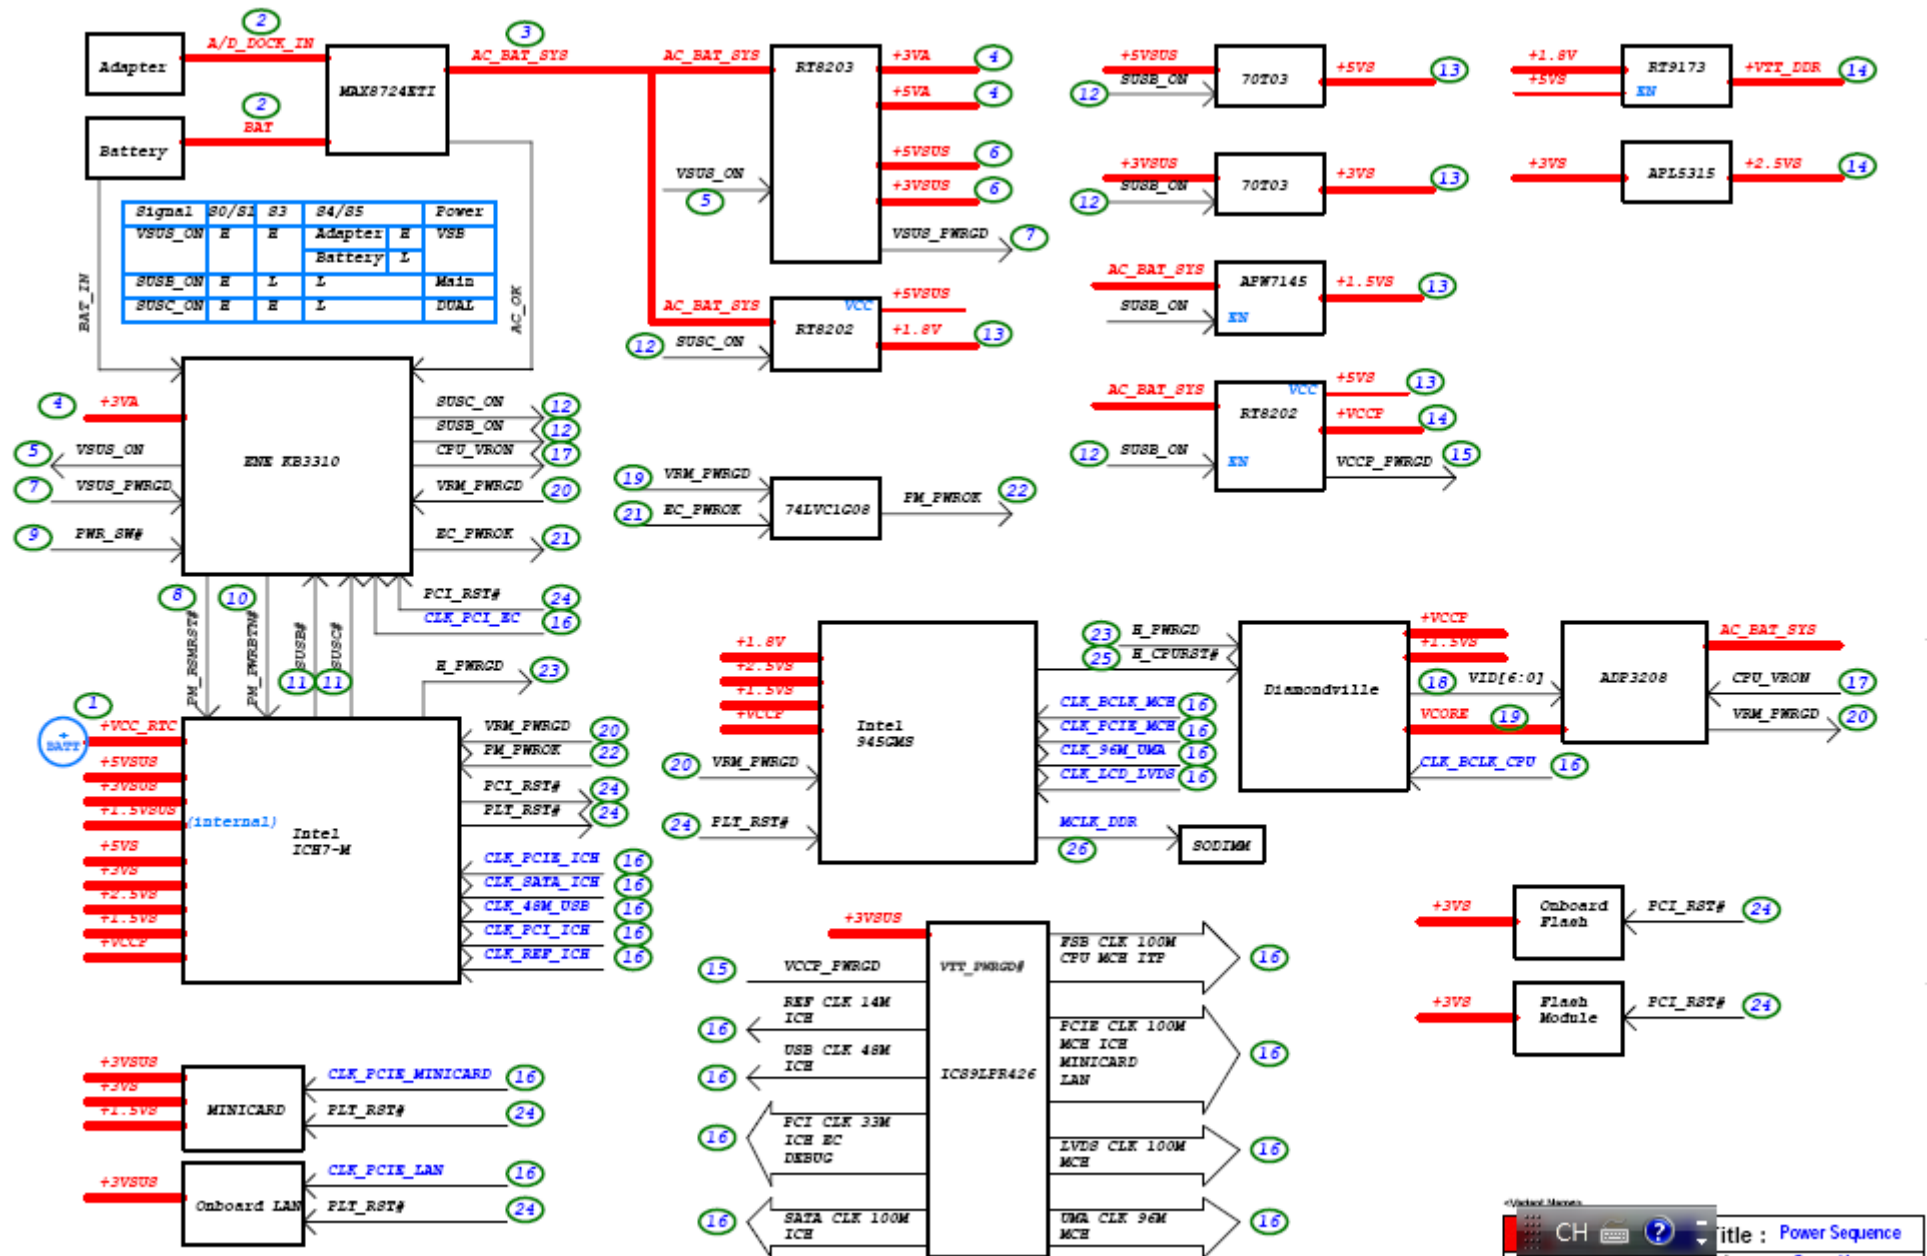 Adapter
2
A/D_DOCK_IN
MAX8724ETI
Battery
2
BAT
3
AC_BAT_SYS
AC_BAT_SYS
RT8203
+3VA
4
+5VA
4
+5VSUS
6
+3VSUS
6
VSUS_ON
5
VSUS_PWRGD
7
AC_BAT_SYS
RT8202
VCC
+5VSUS
+1.8V
13
12
SUSC_ON
+5VSUS
SUSB_ON
12
70T03
+5VS
13
+3VSUS
SUSB_ON
12
70T03
+3VS
13
AC_BAT_SYS
SUSB_ON
APW7145
EN
+1.5VS
13
AC_BAT_SYS
RT8202
VCC
EN
+5VS
13
+VCCP
14
12
SUSB_ON
VCCP_PWRGD
15
+1.8V
+5VS
RT9173
EN
+VTT_DDR
14
+3VS
APL5315
+2.5VS
14
Signal S0/S1 S3 S4/S5 Power
VSUS_ON H H Adapter H VSB
Battery L
SUSB_ON H L L Main
SUSC_ON H H L DUAL
BAT_IN
AC_OK
4
+3VA
5
VSUS_ON
7
VSUS_PWRGD
9
PWR_SW#
ENE KB3310
SUSC_ON
12
SUSB_ON
12
CPU_VRON
17
VRM_PWRGD
20
EC_PWROK
21
19
VRM_PWRGD
21
EC_PWROK
74LVC1G08
PM_PWROK
22
8
PM_RSMRST#
10
PM_PWRBTN#
11
SUSB#
11
SUSC#
PCI_RST#
24
CLK_PCI_EC
16
H_PWRGD
23
1
+
BATT
+VCC_RTC
+5VSUS
+3VSUS
+1.5VSUS
(internal)
+5VS
+3VS
+2.5VS
+1.5VS
+VCCP
Intel
ICH7-M
VRM_PWRGD
20
PM_PWROK
22
PCI_RST#
24
PLT_RST#
24
CLK_PCIE_ICH
16
CLK_SATA_ICH
16
CLK_48M_USB
16
CLK_PCI_ICH
16
CLK_REF_ICH
16
+1.8V
+2.5VS
+1.5VS
+VCCP
20
VRM_PWRGD
24
PLT_RST#
Intel
945GMS
23
H_PWRGD
25
H_CPURST#
CLK_BCLK_MCH
16
CLK_PCIE_MCH
16
CLK_96M_UMA
16
CLK_LCD_LVDS
16
MCLK_DDR
26
SODIMM
Diamondville
+VCCP
+1.5VS
18
VID[6:0]
VCORE
19
CLK_BCLK_CPU
16
ADP3208
AC_BAT_SYS
CPU_VRON
17
VRM_PWRGD
20
+3VS
Onboard
Flash
PCI_RST#
24
+3VS
Flash
Module
PCI_RST#
24
+3VSUS
15
VCCP_PWRGD
VTT_PWRGD#
REF CLK 14M
ICH
16
USB CLK 48M
ICH
16
PCI CLK 33M
ICH EC
DEBUG
16
SATA CLK 100M
ICH
16
ICS9LPR426
FSB CLK 100M
CPU MCH ITP
16
PCIE CLK 100M
MCH ICH
MINICARD
LAN
16
LVDS CLK 100M
MCH
16
UMA CLK 96M
MCH
16
+3VSUS
+3VS
+1.5VS
MINICARD
CLK_PCIE_MINICARD
16
PLT_RST#
24
+3VSUS
Onboard LAN
CLK_PCIE_LAN
16
PLT_RST#
24
<Variant Name>
CH
?
itle : Power Sequence